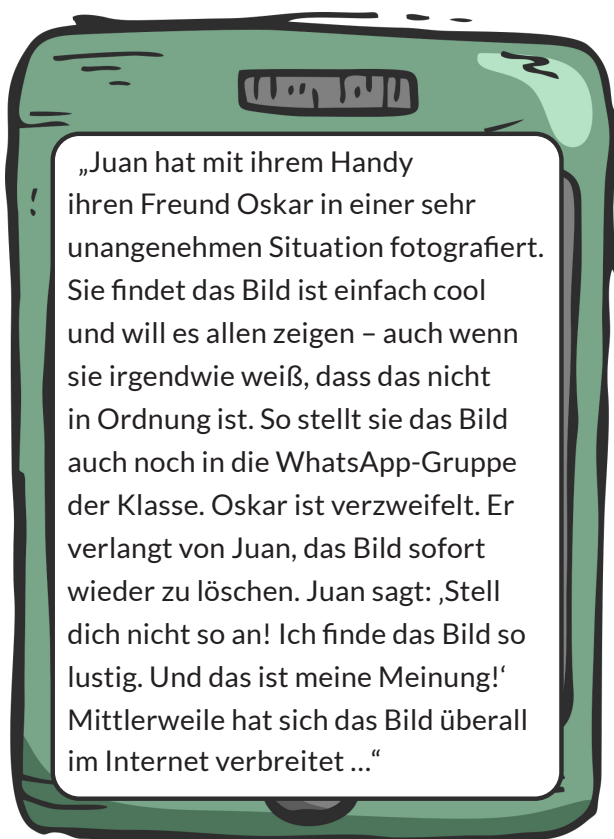 „Juan hat mit ihrem Handy
ihren Freund Oskar in einer sehr
unangenehmen Situation fotografiert.
Sie findet das Bild ist einfach cool
und will es allen zeigen – auch wenn
sie irgendwie weiß, dass das nicht
in Ordnung ist. So stellt sie das Bild
auch noch in die WhatsApp-Gruppe
der Klasse. Oskar ist verzweifelt. Er
verlangt von Juan, das Bild sofort
wieder zu löschen. Juan sagt: ‚Stell
dich nicht so an! Ich finde das Bild so
lustig. Und das ist meine Meinung!‘
Mittlerweile hat sich das Bild überall
im Internet verbreitet ...“